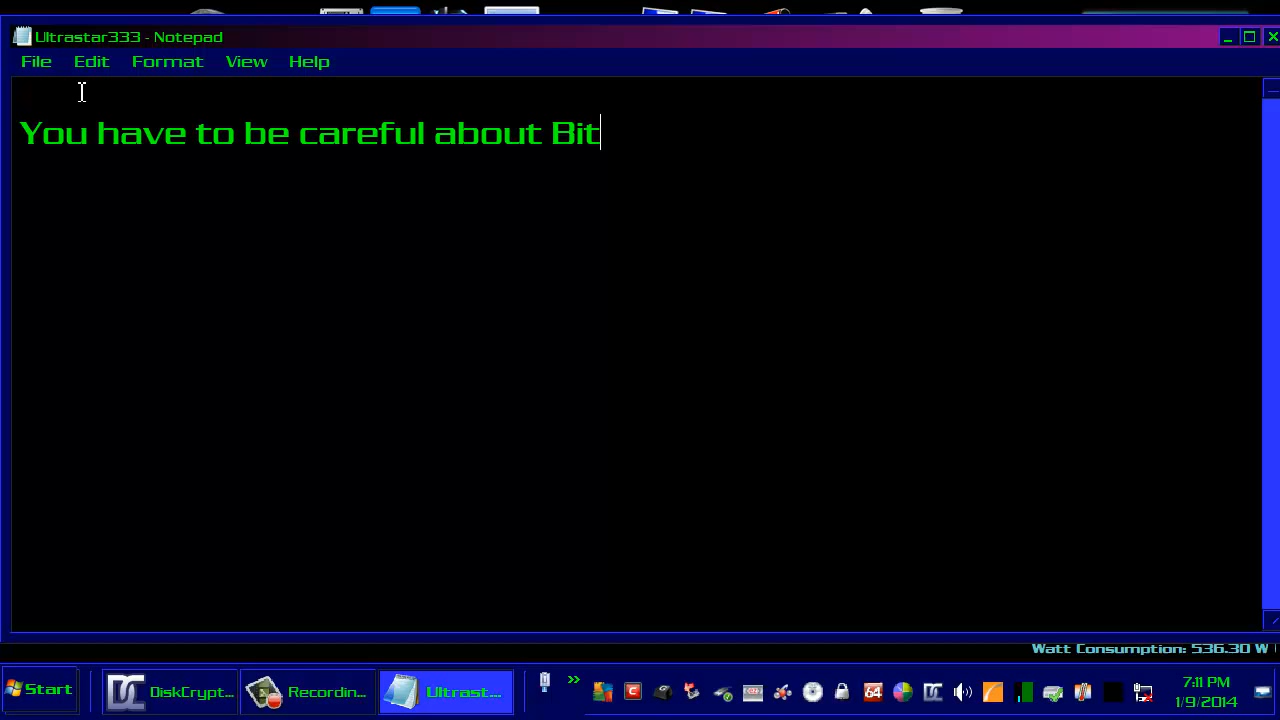 Ultrastar333 - Notepad
File Edit Format View Help
You have to be careful about Bit
Watt Consumption: 536.30 W
Start DiskCrypt... Recordin... Ultrast... 64 7:11 PM
1/9/2014